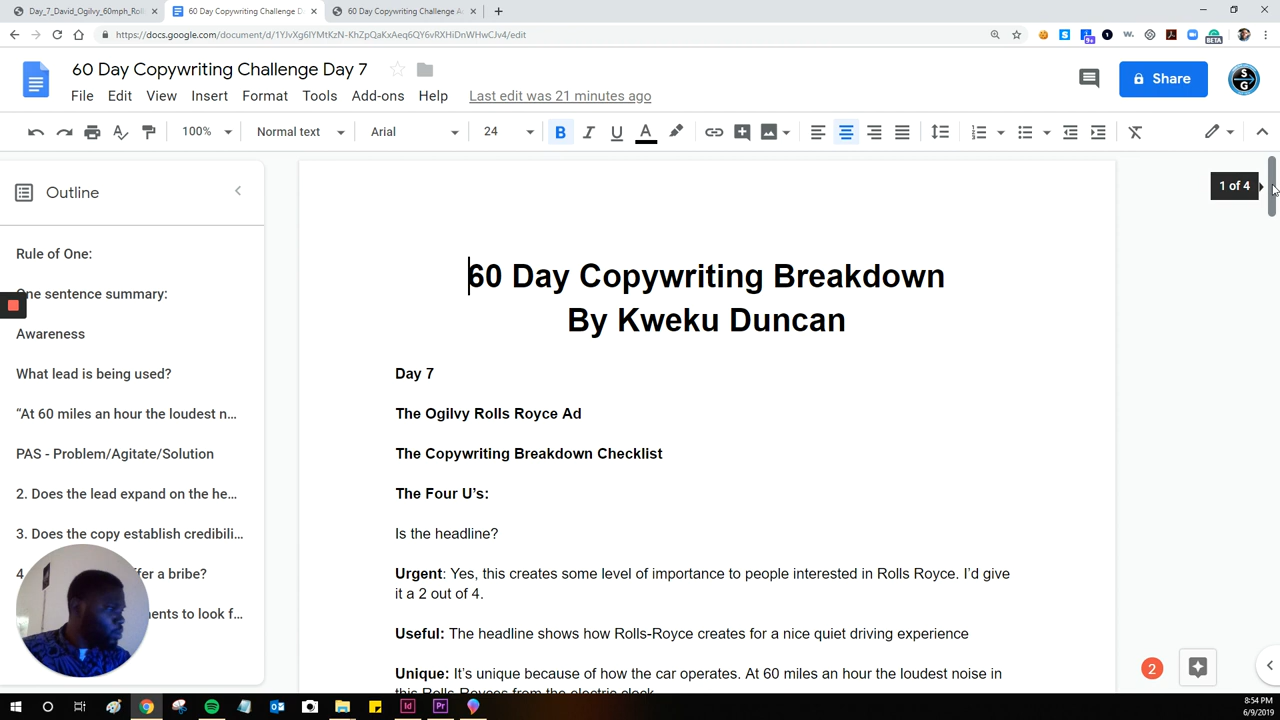 Day_7_David_Ogilvy_60mph_Roll
60 Day Copywriting Challenge D
60 Day Copywriting Challenge A
https://docs.google.com/document/d/1YJvXg6IYMtKzN-KhZpQaKxAeq6QY6vRXHiDnWHwCJv4/edit
9+
BETA
60 Day Copywriting Challenge Day 7
File Edit View Insert Format Tools Add-ons Help Last edit was 21 minutes ago
Share
S G
100% Normal text Arial 24 B I U A
Outline
Rule of One:
One sentence summary:
Awareness
What lead is being used?
“At 60 miles an hour the loudest n...
PAS - Problem/Agitate/Solution
2. Does the lead expand on the he...
3. Does the copy establish credibili...
4 fer a bribe?
ents to look f...
1 of 4
60 Day Copywriting Breakdown
By Kweku Duncan
Day 7
The Ogilvy Rolls Royce Ad
The Copywriting Breakdown Checklist
The Four U’s:
Is the headline?
Urgent: Yes, this creates some level of importance to people interested in Rolls Royce. I’d give
it a 2 out of 4.
Useful: The headline shows how Rolls-Royce creates for a nice quiet driving experience
Unique: It’s unique because of how the car operates. At 60 miles an hour the loudest noise in
this Rolls-Royces from the electric clock
2
Id
Pr
8:54 PM
6/9/2019